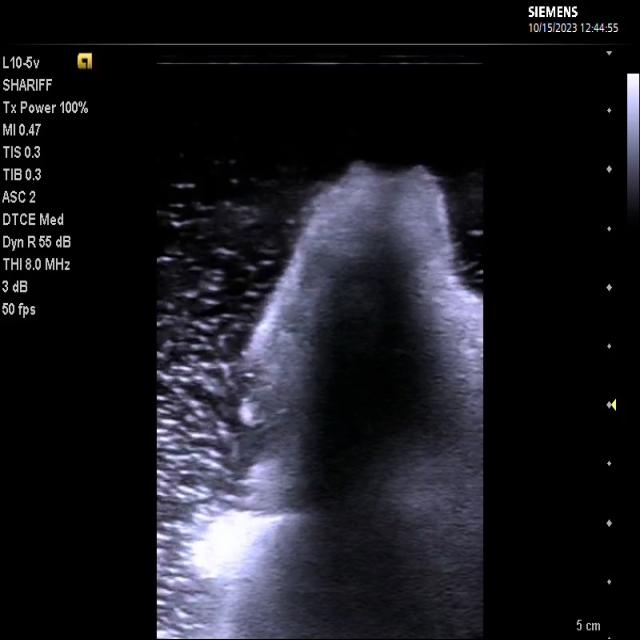 SIEMENS
10/15/2023 12:44:55
L10-5v
SHARIFF
Tx Power 100%
MI 0.47
TIS 0.3
TIB 0.3
ASC 2
DTCE Med
Dyn R 55 dB
THI 8.0 MHz
3 dB
50 fps
5 cm